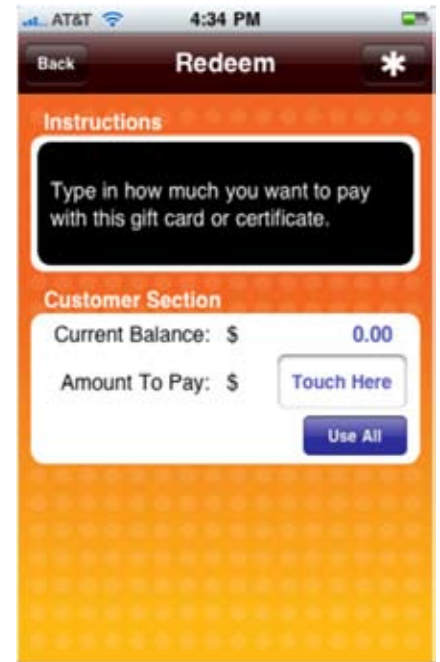 AT&T 4:34 PM
Back Redeem *
Instructions
Type in how much you want to pay
with this gift card or certificate.
Customer Section
Current Balance: $ 0.00
Amount To Pay: $ Touch Here
Use All